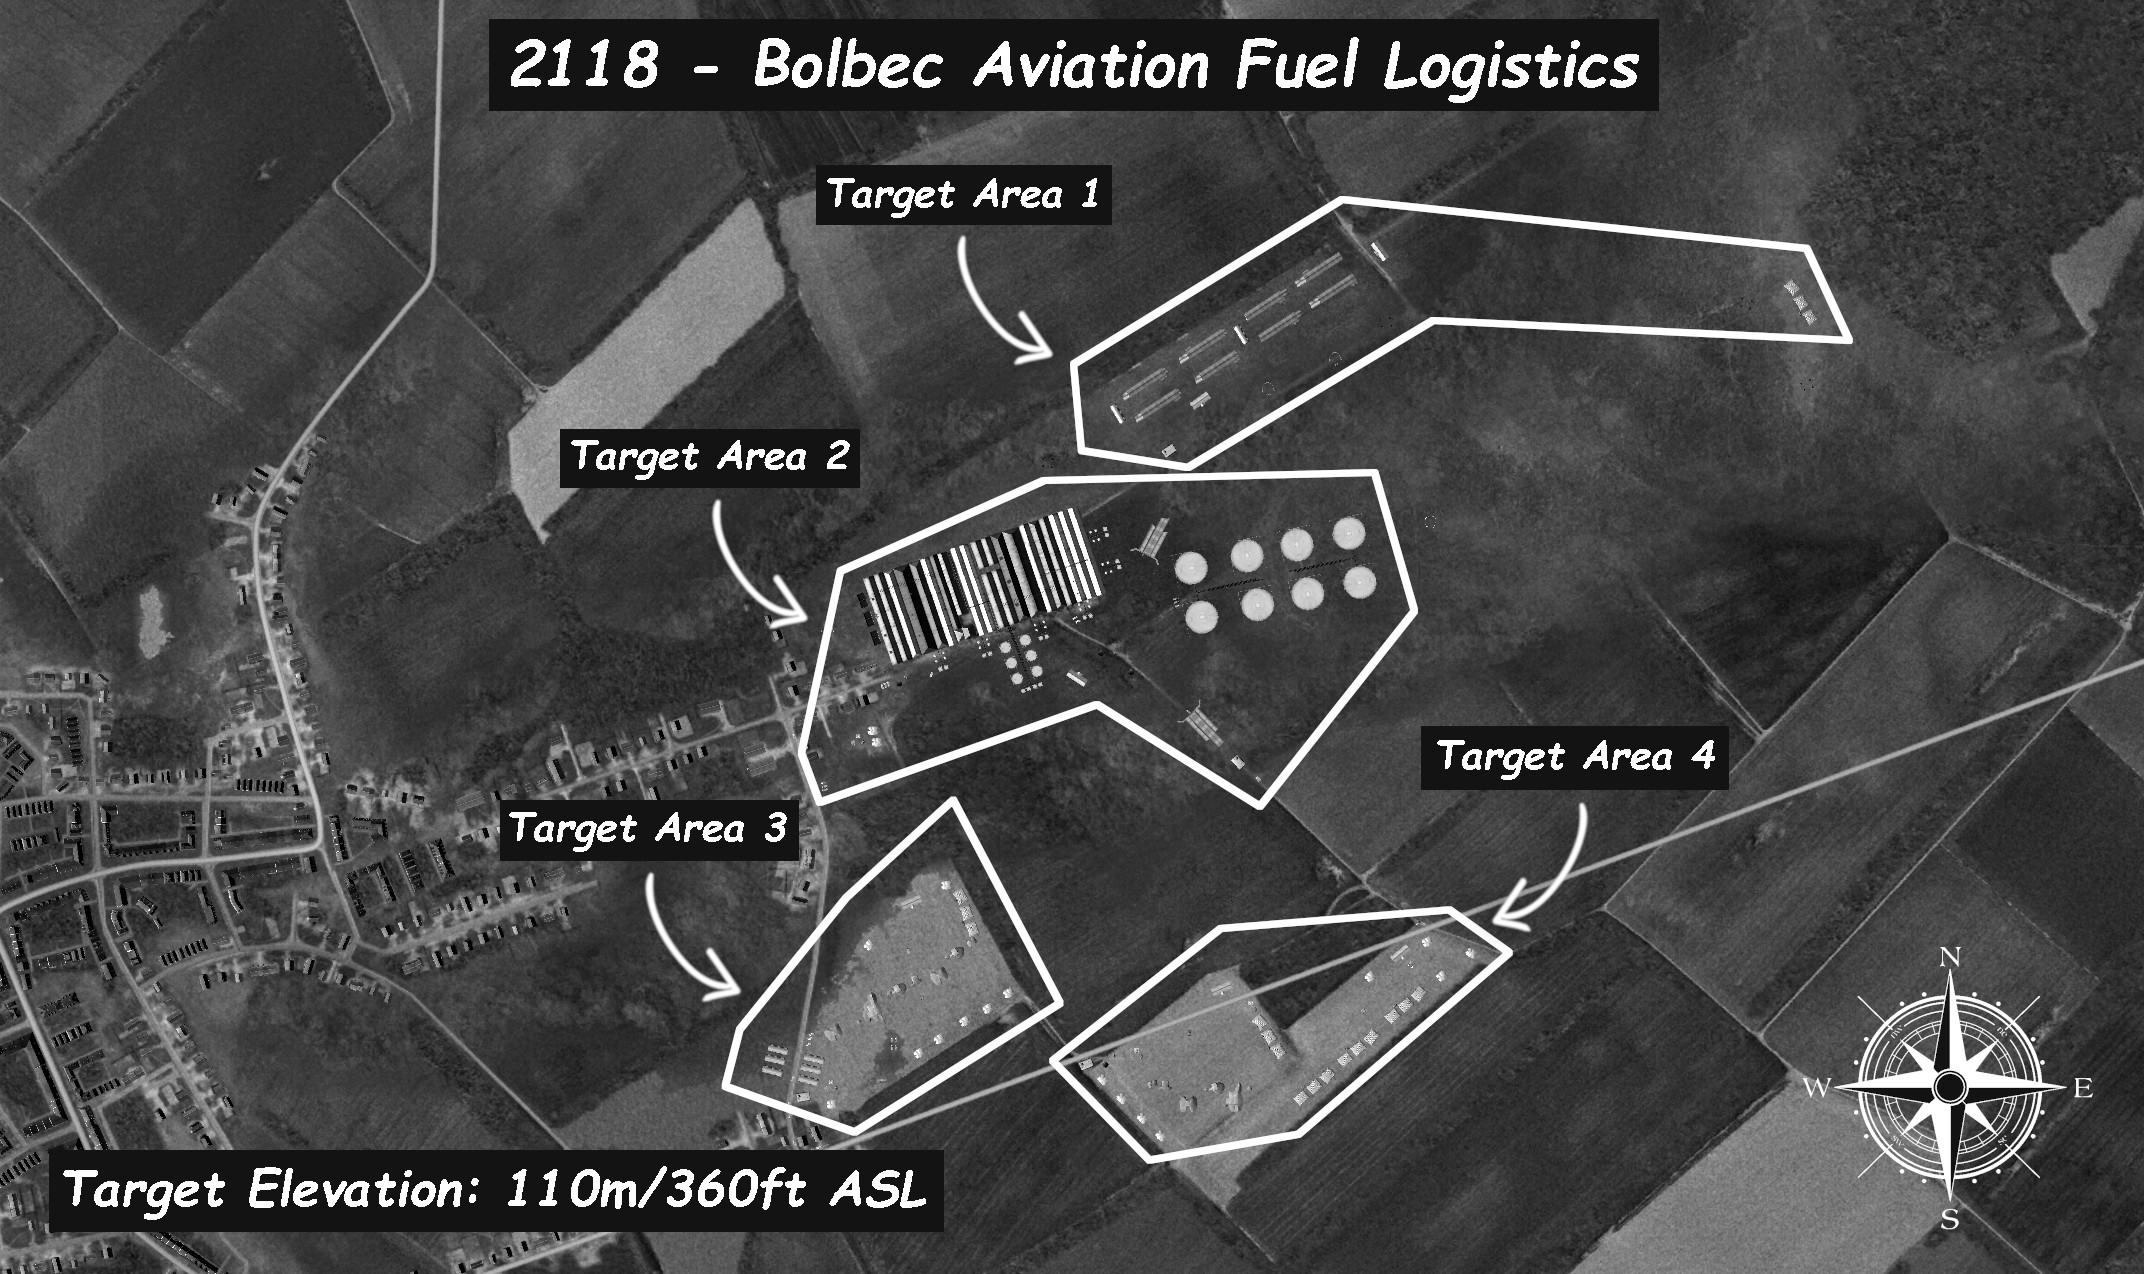 2118 - Bolbec Aviation Fuel Logistics
Target Area 1
Target Area 2
Target Area 4
Target Area 3
N
W
E
S
Target Elevation: 110m/360ft ASL